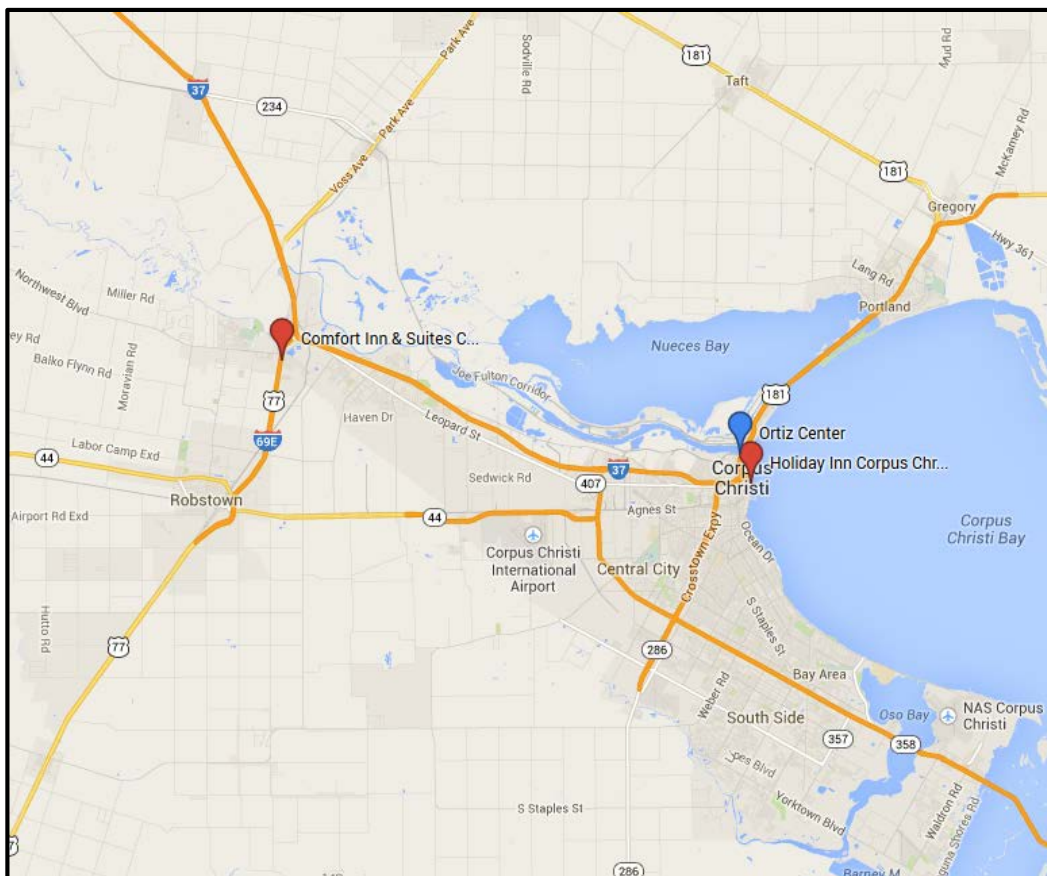 Park Ave
Sodville Rd
181
Mud Rd
Taft
37
234
Park Ave
McKamey Rd
Voss Ave
181
Gregory
Hwy 361
Lang Rd
Northwest Blvd
Miller Rd
Portland
Comfort Inn & Suites C...
Nueces Bay
Balko Flynn Rd
Moravian Rd
Joe Fulton Corridor
181
77
Haven Dr
Leopard St
Ortiz Center
69E
Labor Camp Exd
44
37
Corpus
Christi
Holiday Inn Corpus Chr...
Sedwick Rd
407
Robstown
Airport Rd Exd
44
Agnes St
Corpus
Christi Bay
Corpus Christi
International
Airport
Central City
Crosstown Expy
Ocean Dr
S Staples St
Hutto Rd
77
286
Weber Rd
Bay Area
South Side
Oso Bay
NAS Corpus
Christi
357
358
Yorktown Blvd
Waldron Rd
S Staples St
286
Barney M